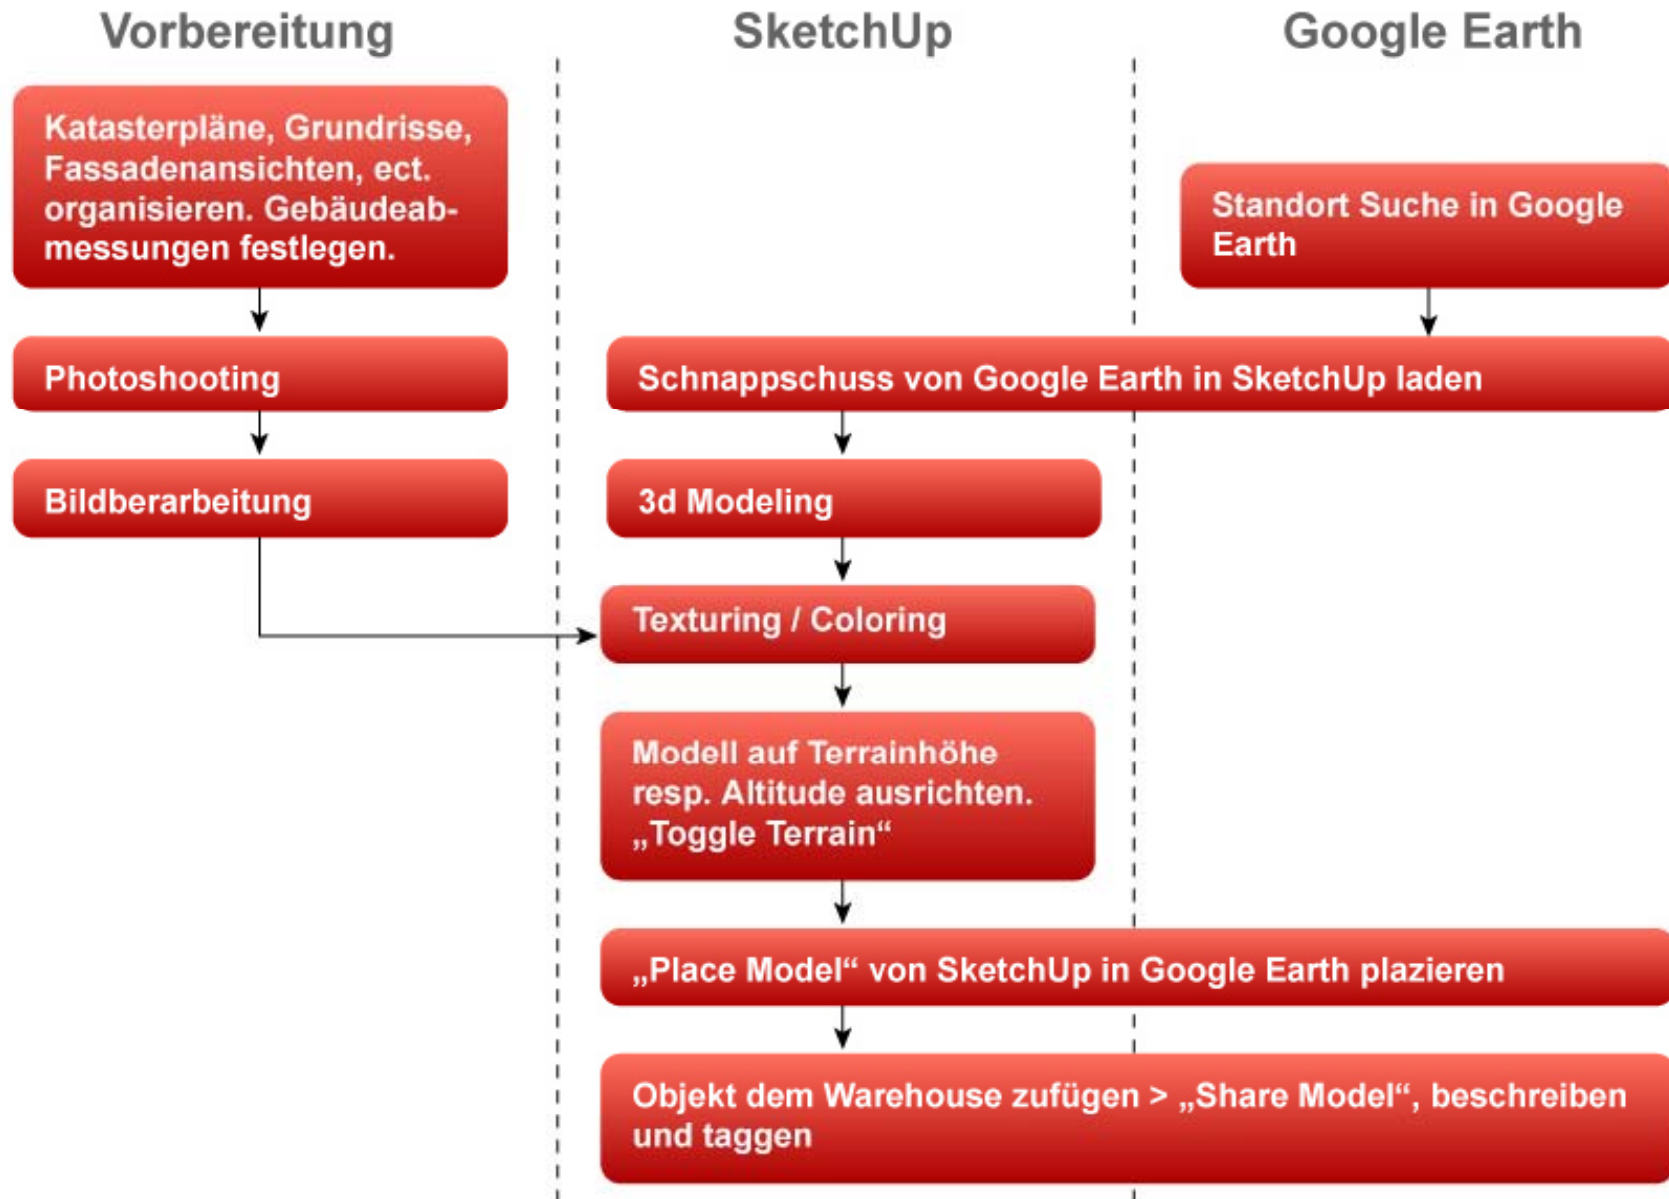 Vorbereitung
SketchUp
Google Earth
Katasterpläne, Grundrisse,
Fassadenansichten, ect.
organisieren. Gebäudeab-
messungen festlegen.
Standort Suche in Google
Earth
Photoshooting
Schnappschuss von Google Earth in SketchUp laden
Bildberarbeitung
3d Modeling
Texturing / Coloring
Modell auf Terrainhöhe
resp. Altitude ausrichten.
„Toggle Terrain“
„Place Model“ von SketchUp in Google Earth plazieren
Objekt dem Warehouse zufügen > „Share Model“, beschreiben
und taggen